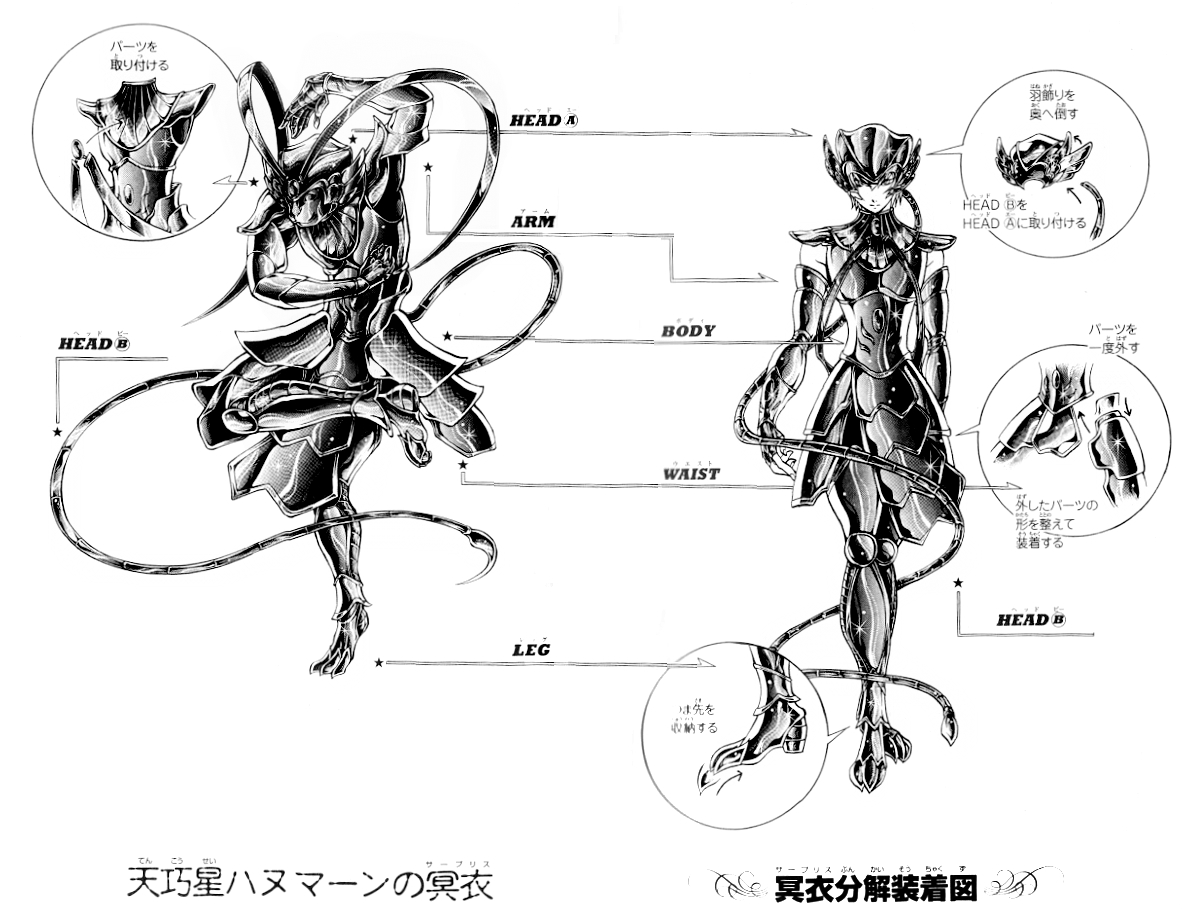 パーツを
取り付ける
HEAD Ⓐ
ARM
HEAD Ⓑ
BODY
WAIST
LEG
羽飾りを
奥へ倒す
HEAD Ⓑを
HEAD Ⓐに取り付ける
パーツを
一度外す
外したパーツの
形を整えて
装着する
HEAD Ⓑ
つま先を
収納する
天巧星ハヌマーンの冥衣
冥衣分解装着図